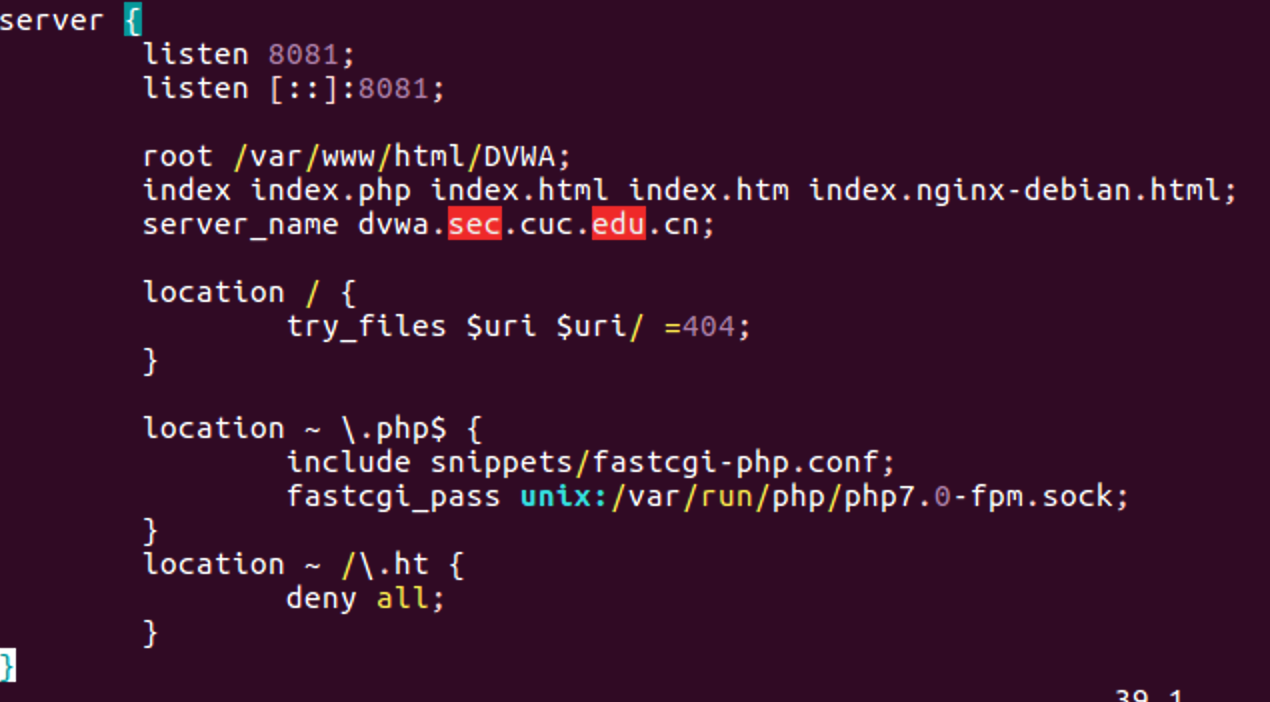 server {
        listen 8081;
        listen [::]:8081;

        root /var/www/html/DVWA;
        index index.php index.html index.htm index.nginx-debian.html;
        server_name dvwa.sec.cuc.edu.cn;

        location / {
                try_files $uri $uri/ =404;
        }

        location ~ \.php$ {
                include snippets/fastcgi-php.conf;
                fastcgi_pass unix:/var/run/php/php7.0-fpm.sock;
        }
        location ~ /\.ht {
                deny all;
        }
}
39,1